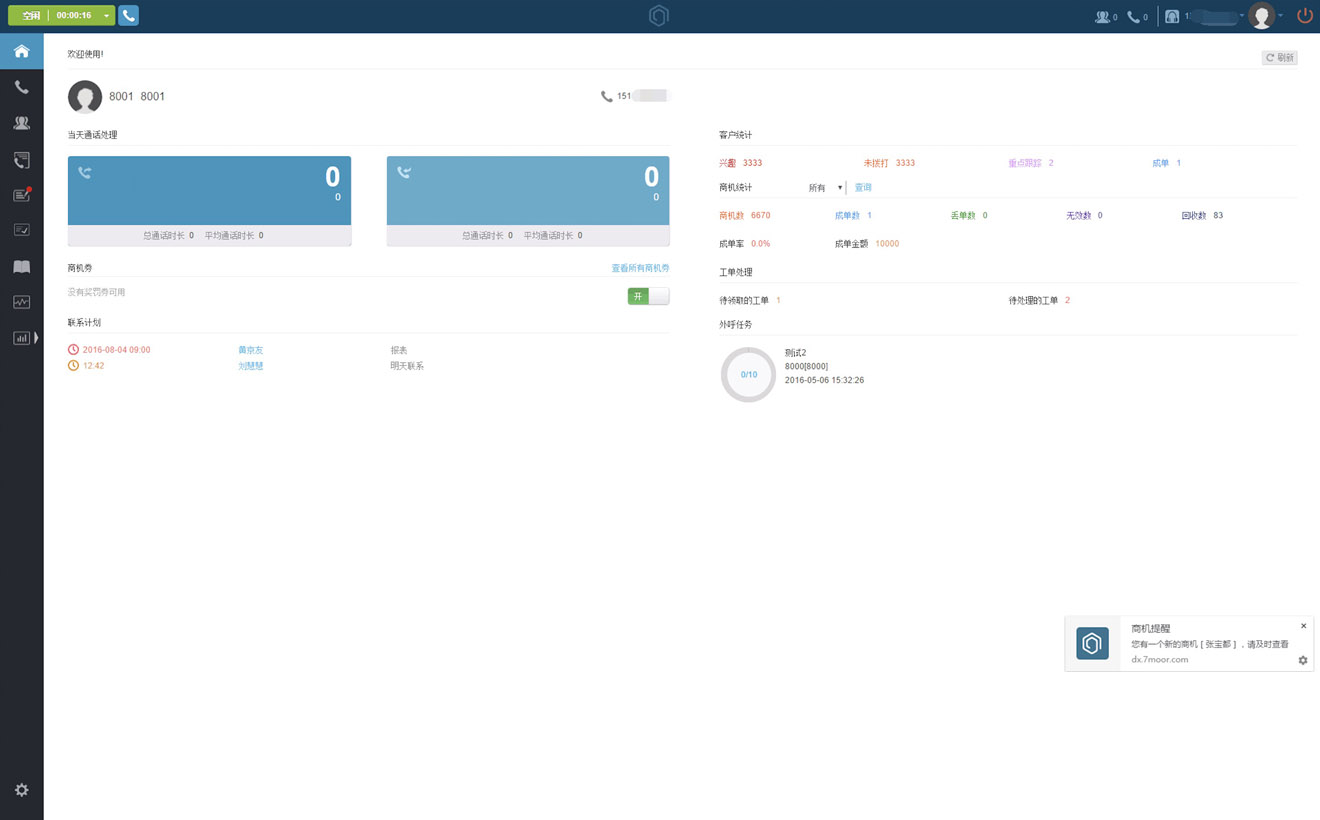 空闲 00:00:16
0 0 1
欢迎使用!
刷新
8001 8001
151
当天通话处理
0
0
总通话时长 0 平均通话时长 0
0
0
总通话时长 0 平均通话时长 0
商机券 查看所有商机券
没有奖罚券可用
开
联系计划
2016-08-04 09:00 黄京友 报表
12:42 刘慧慧 明天联系
客户统计
兴趣 3333 未拨打 3333 重点跟踪 2 成单 1
商机统计 所有 查询
商机数 6670 成单数 1 丢单数 0 无效数 0 回收数 83
成单率 0.0% 成单金额 10000
工单处理
待领取的工单 1 待处理的工单 2
外呼任务
0/10
测试2
8000[8000]
2016-05-06 15:32:26
商机提醒
您有一个新的商机 [ 张宝都 ] ，请及时查看
dx.7moor.com